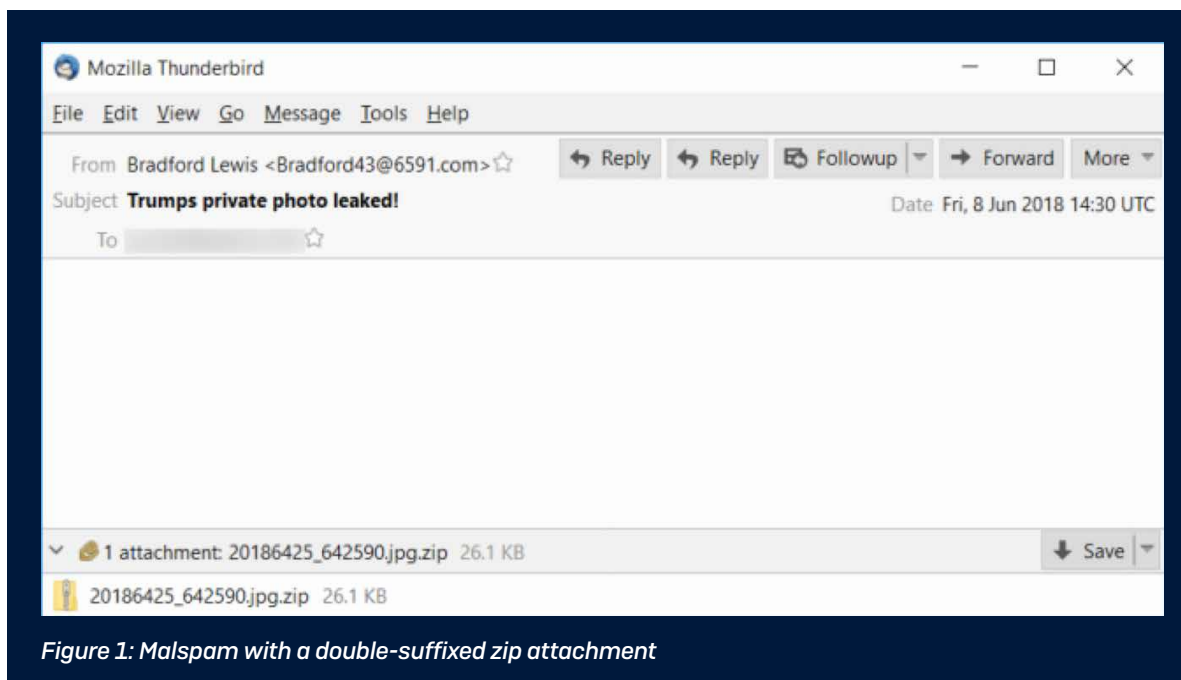 Mozilla Thunderbird
File Edit View Go Message Tools Help
From Bradford Lewis <Bradford43@6591.com> Reply Reply Followup Forward More
Subject Trumps private photo leaked! Date Fri, 8 Jun 2018 14:30 UTC
To
1 attachment: 20186425_642590.jpg.zip 26.1 KB Save
20186425_642590.jpg.zip 26.1 KB
Figure 1: Malspam with a double-suffixed zip attachment